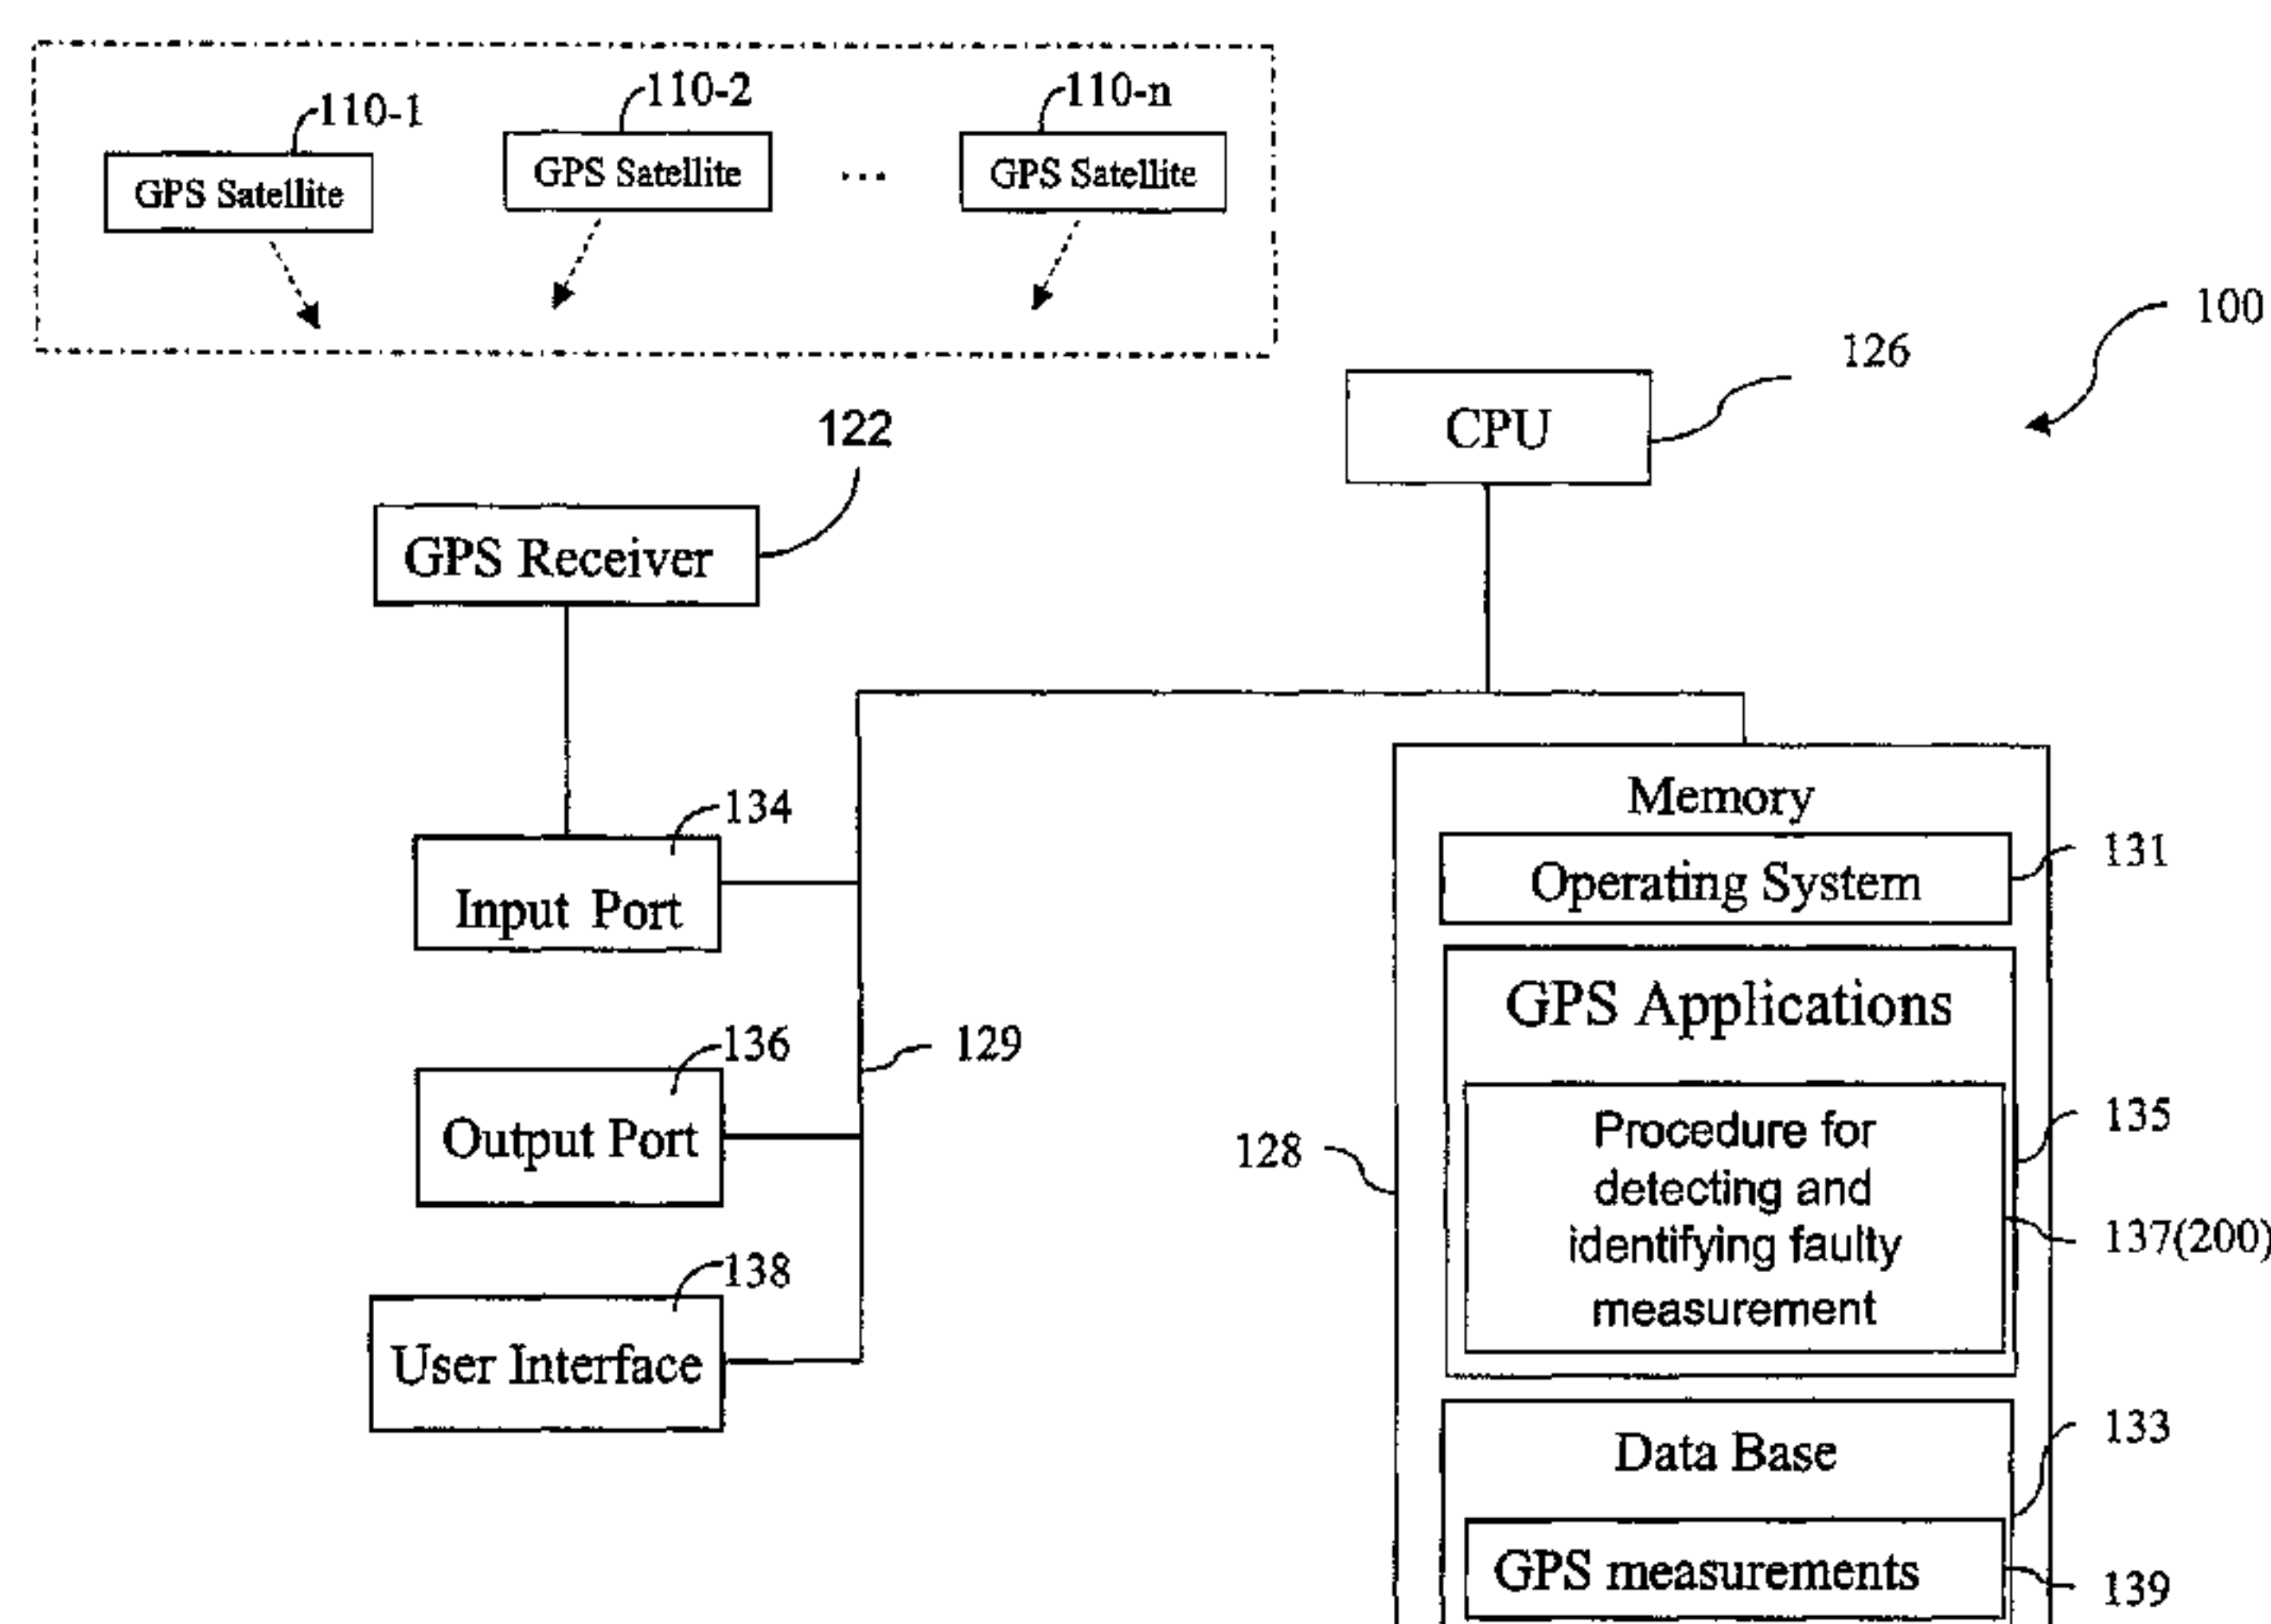 110-1
110-2
110-n
GPS Satellite
GPS Satellite
...
GPS Satellite
100
126
CPU
122
GPS Receiver
134
Input Port
Memory
131
Operating System
GPS Applications
136
Output Port
129
128
Procedure for
detecting and
identifying faulty
measurement
135
137(200)
138
User Interface
133
Data Base
GPS measurements
139